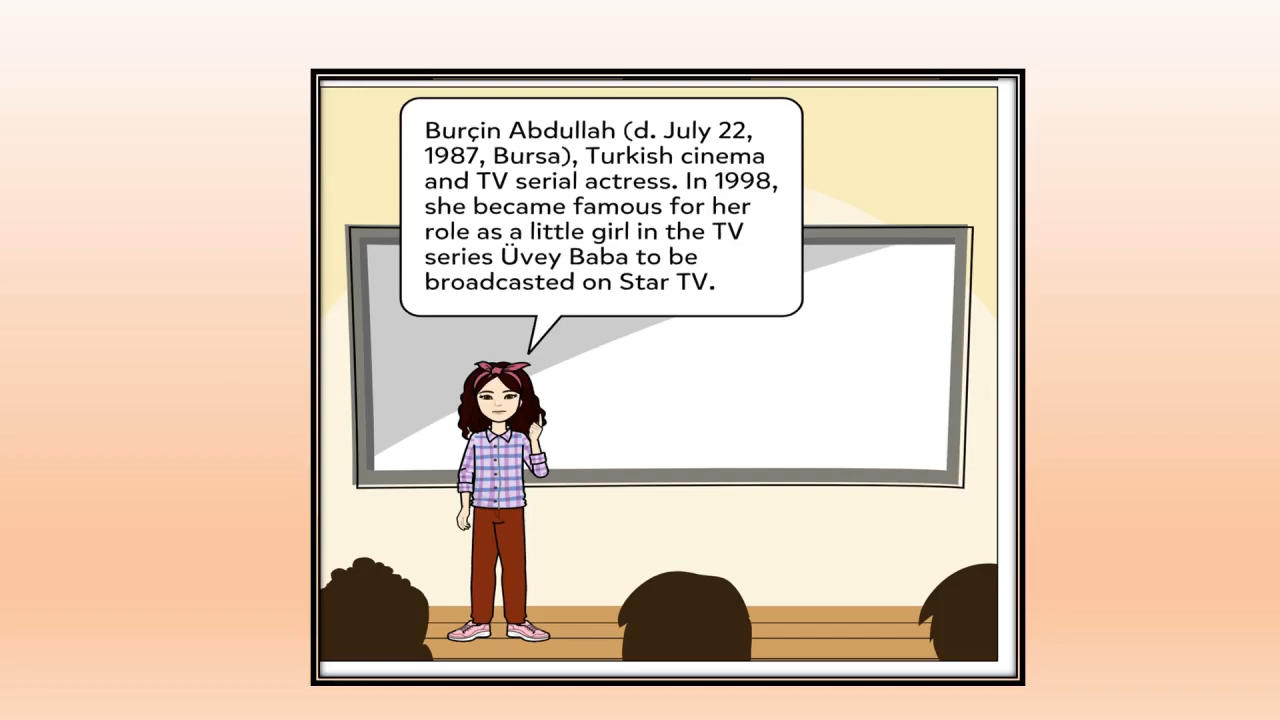 Burçin Abdullah (d. July 22,
1987, Bursa), Turkish cinema
and TV serial actress. In 1998,
she became famous for her
role as a little girl in the TV
series Üvey Baba to be
broadcasted on Star TV.